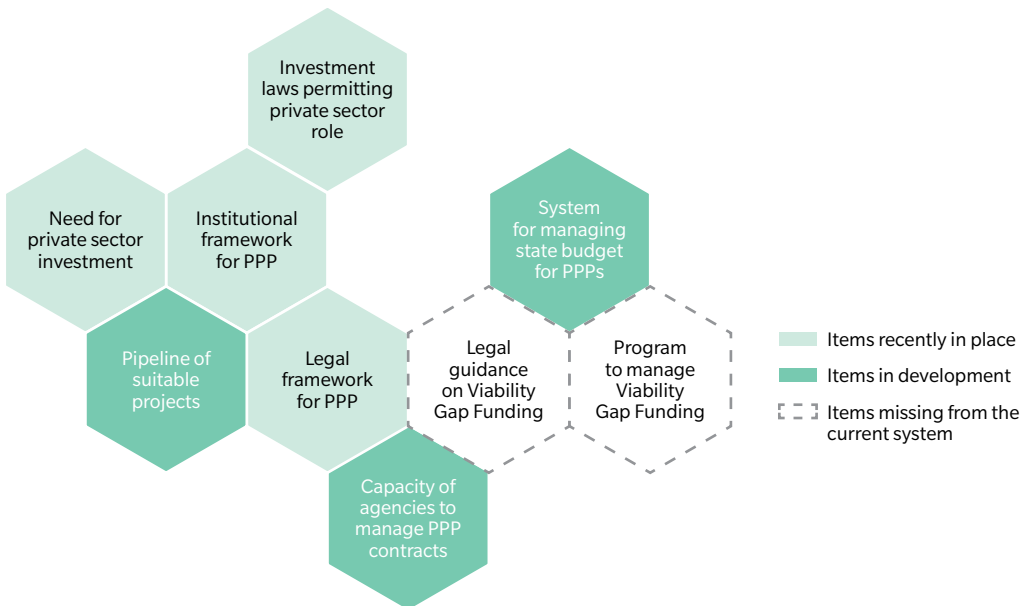 Investment
laws permitting
private sector
role
Need for
private sector
investment
Institutional
framework
for PPP
System
for managing
state budget
for PPPs
Pipeline of
suitable
projects
Legal
framework
for PPP
Legal
guidance
on Viability
Gap Funding
Program
to manage
Viability
Gap Funding
Capacity of
agencies to
manage PPP
contracts
Items recently in place
Items in development
Items missing from the
current system